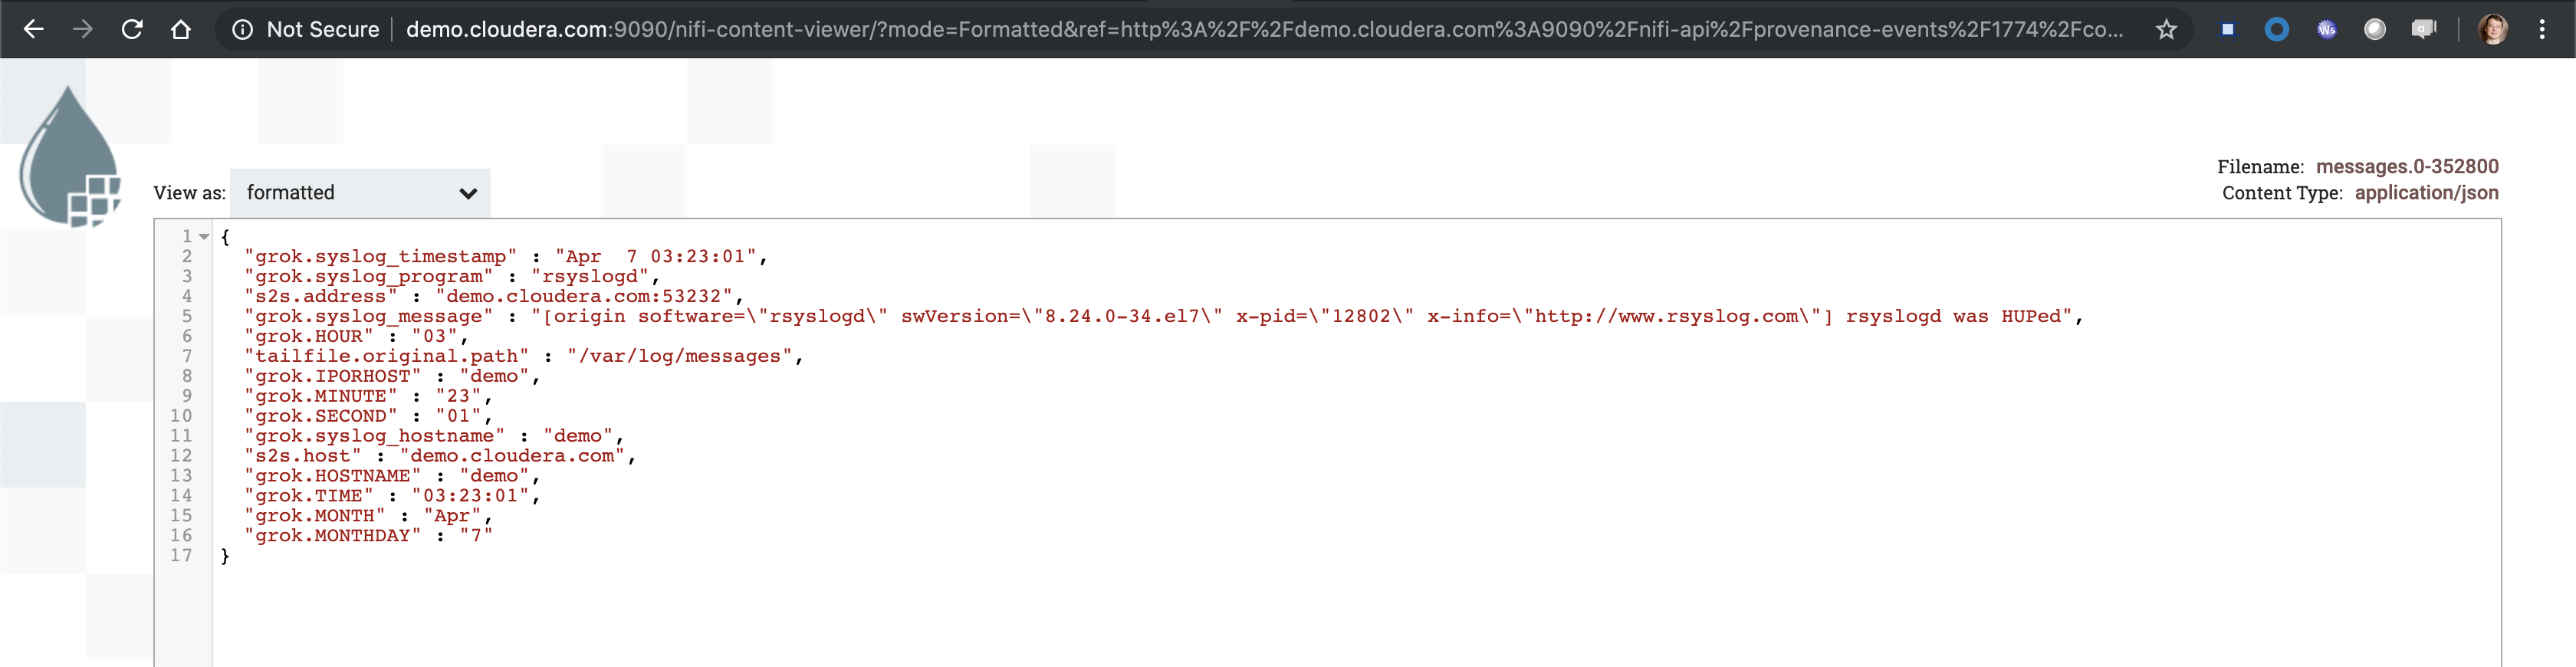 Not Secure demo.cloudera.com:9090/nifi-content-viewer/?mode=Formatted&ref=http%3A%2F%2Fdemo.cloudera.com%3A9090%2Fnifi-api%2Fprovenance-events%2F1774%2Fco...
Filename: messages.0-352800
View as: formatted
Content Type: application/json
1 {
2 "grok.syslog_timestamp" : "Apr  7 03:23:01",
3 "grok.syslog_program" : "rsyslogd",
4 "s2s.address" : "demo.cloudera.com:53232",
5 "grok.syslog_message" : "[origin software=\"rsyslogd\" swVersion=\"8.24.0-34.el7\" x-pid=\"12802\" x-info=\"http://www.rsyslog.com\"] rsyslogd was HUPed",
6 "grok.HOUR" : "03",
7 "tailfile.original.path" : "/var/log/messages",
8 "grok.IPORHOST" : "demo",
9 "grok.MINUTE" : "23",
10 "grok.SECOND" : "01",
11 "grok.syslog_hostname" : "demo",
12 "s2s.host" : "demo.cloudera.com",
13 "grok.HOSTNAME" : "demo",
14 "grok.TIME" : "03:23:01",
15 "grok.MONTH" : "Apr",
16 "grok.MONTHDAY" : "7"
17 }